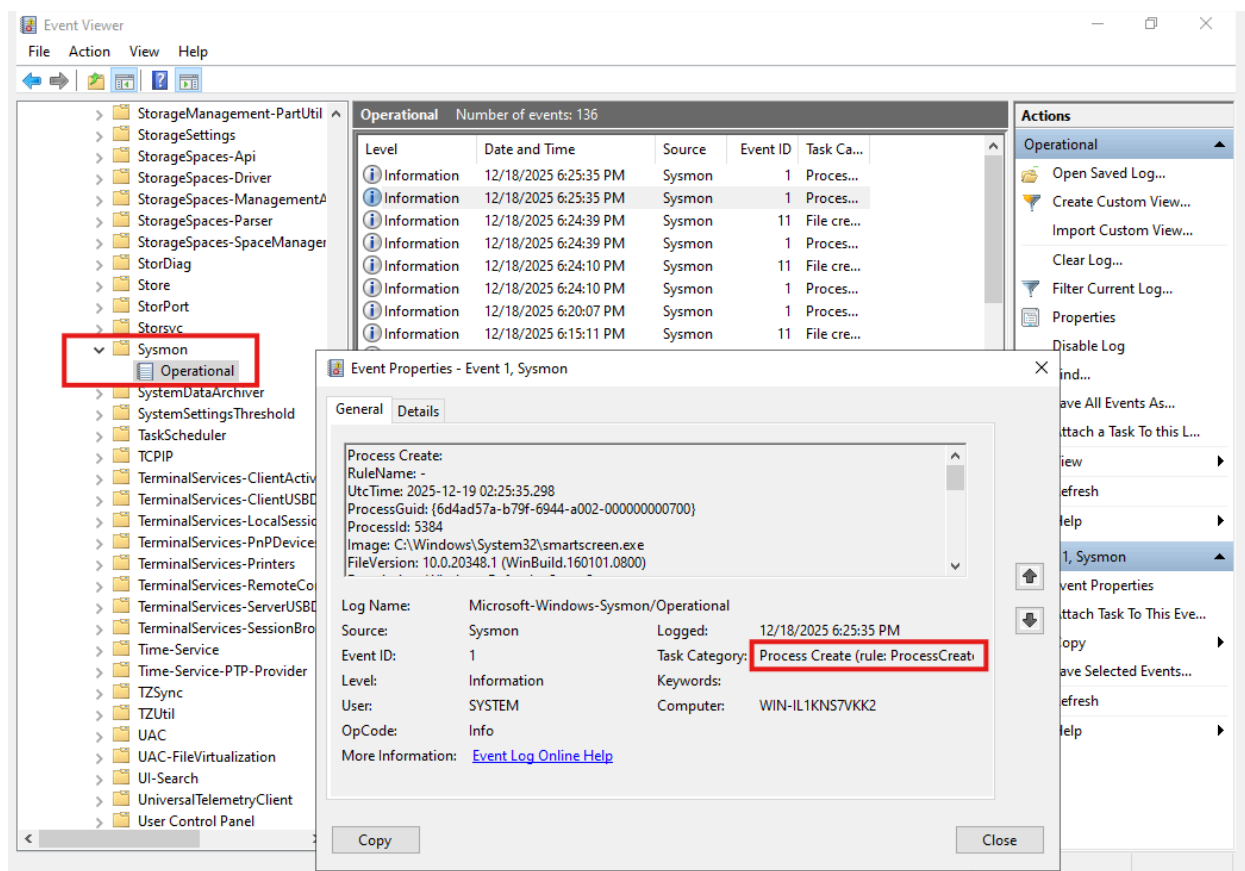 Event Viewer
File Action View Help
StorageManagement-PartUtil
StorageSettings
StorageSpaces-Api
StorageSpaces-Driver
StorageSpaces-ManagementA
StorageSpaces-Parser
StorageSpaces-SpaceManager
StorDiag
Store
StorPort
Storsvc
Sysmon
Operational
SystemDataArchiver
SystemSettingsThreshold
TaskScheduler
TCPIP
TerminalServices-ClientActiv
TerminalServices-ClientUSBD
TerminalServices-LocalSessio
TerminalServices-PnPDevice
TerminalServices-Printers
TerminalServices-RemoteCo
TerminalServices-ServerUSBD
TerminalServices-SessionBro
Time-Service
Time-Service-PTP-Provider
TZSync
TZUtil
UAC
UAC-FileVirtualization
UI-Search
UniversalTelemetryClient
User Control Panel
Operational Number of events: 136
Level Date and Time Source Event ID Task Ca...
Information 12/18/2025 6:25:35 PM Sysmon 1 Proces...
Information 12/18/2025 6:25:35 PM Sysmon 1 Proces...
Information 12/18/2025 6:24:39 PM Sysmon 11 File cre...
Information 12/18/2025 6:24:39 PM Sysmon 1 Proces...
Information 12/18/2025 6:24:10 PM Sysmon 11 File cre...
Information 12/18/2025 6:24:10 PM Sysmon 1 Proces...
Information 12/18/2025 6:20:07 PM Sysmon 1 Proces...
Information 12/18/2025 6:15:11 PM Sysmon 11 File cre...
Event Properties - Event 1, Sysmon
General Details
Process Create:
RuleName: -
UtcTime: 2025-12-19 02:25:35.298
ProcessGuid: {6d4ad57a-b79f-6944-a002-000000000700}
ProcessId: 5384
Image: C:\Windows\System32\smartscreen.exe
FileVersion: 10.0.20348.1 (WinBuild.160101.0800)
Log Name: Microsoft-Windows-Sysmon/Operational
Source: Sysmon Logged: 12/18/2025 6:25:35 PM
Event ID: 1 Task Category: Process Create (rule: ProcessCreate
Level: Information Keywords:
User: SYSTEM Computer: WIN-IL1KNS7VKK2
OpCode: Info
More Information: Event Log Online Help
Copy Close
Actions
Operational
Open Saved Log...
Create Custom View...
Import Custom View...
Clear Log...
Filter Current Log...
Properties
Disable Log
ind...
ave All Events As...
ttach a Task To this L...
iew
efresh
elp
1, Sysmon
vent Properties
ttach Task To This Eve...
opy
ave Selected Events...
efresh
elp